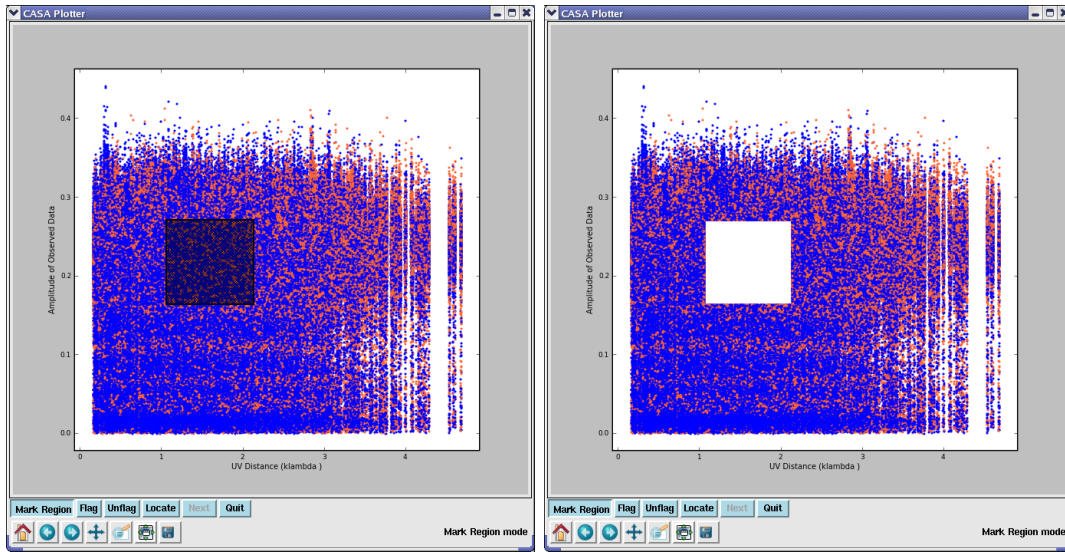 CASA Plotter
0.4
0.3
0.2
0.1
0.0
Amplitude of Observed Data
0 1 2 3 4
UV Distance (klambda )
Mark Region Flag Unflag Locate Next Quit
Mark Region mode
CASA Plotter
0.4
0.3
0.2
0.1
0.0
Amplitude of Observed Data
0 1 2 3 4
UV Distance (klambda )
Mark Region Flag Unflag Locate Next Quit
Mark Region mode